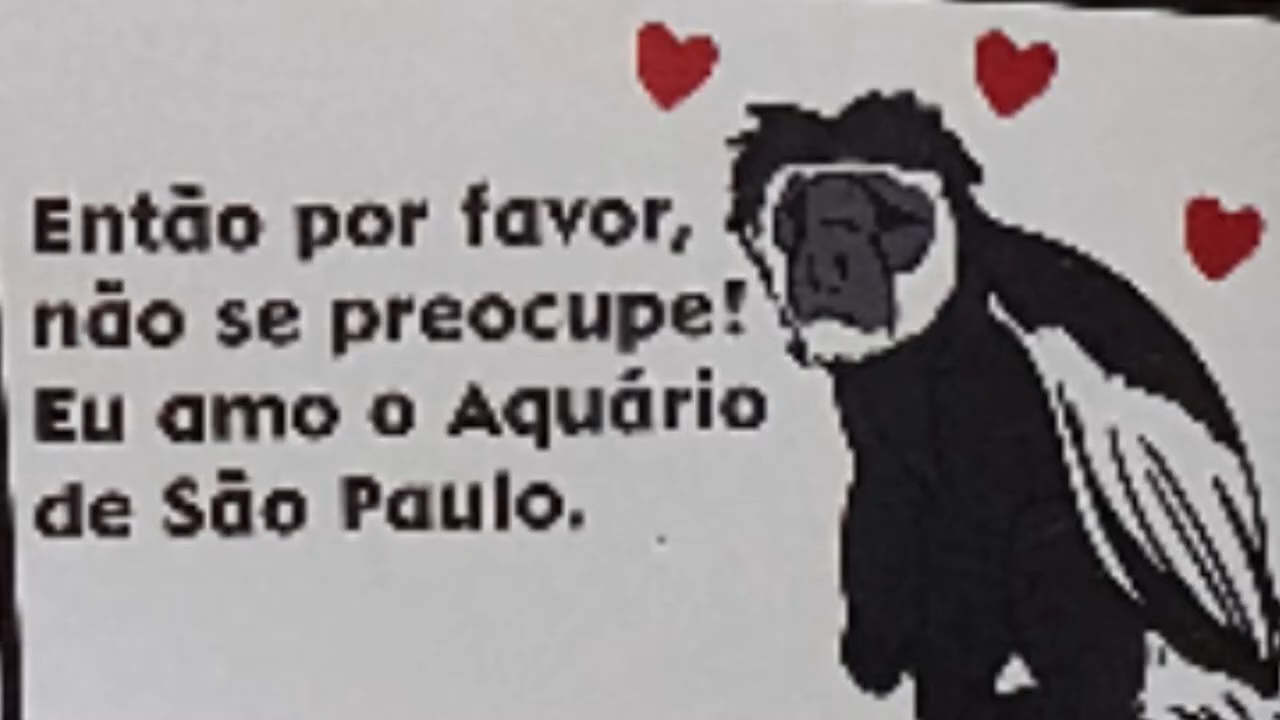 Então por favor,
não se preocupe!
Eu amo o Aquário
de São Paulo.